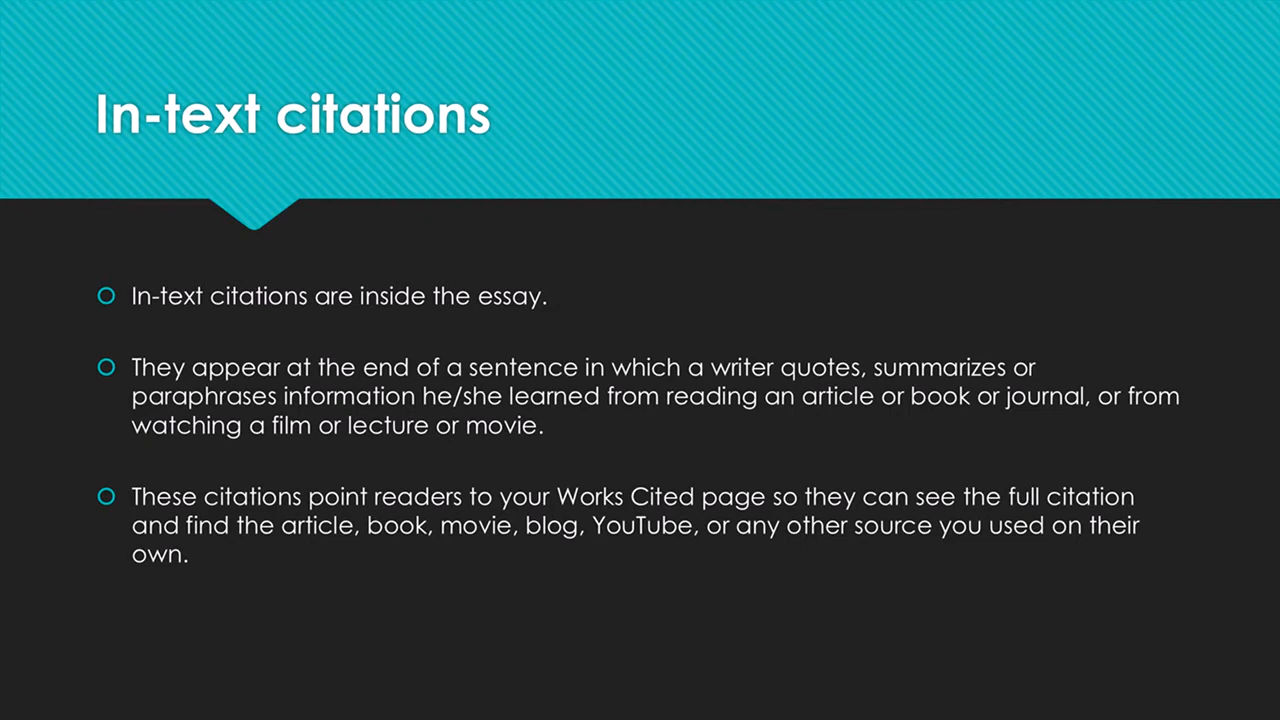 In-text citations
In-text citations are inside the essay.
They appear at the end of a sentence in which a writer quotes, summarizes or
paraphrases information he/she learned from reading an article or book or journal, or from
watching a film or lecture or movie.
These citations point readers to your Works Cited page so they can see the full citation
and find the article, book, movie, blog, YouTube, or any other source you used on their
own.